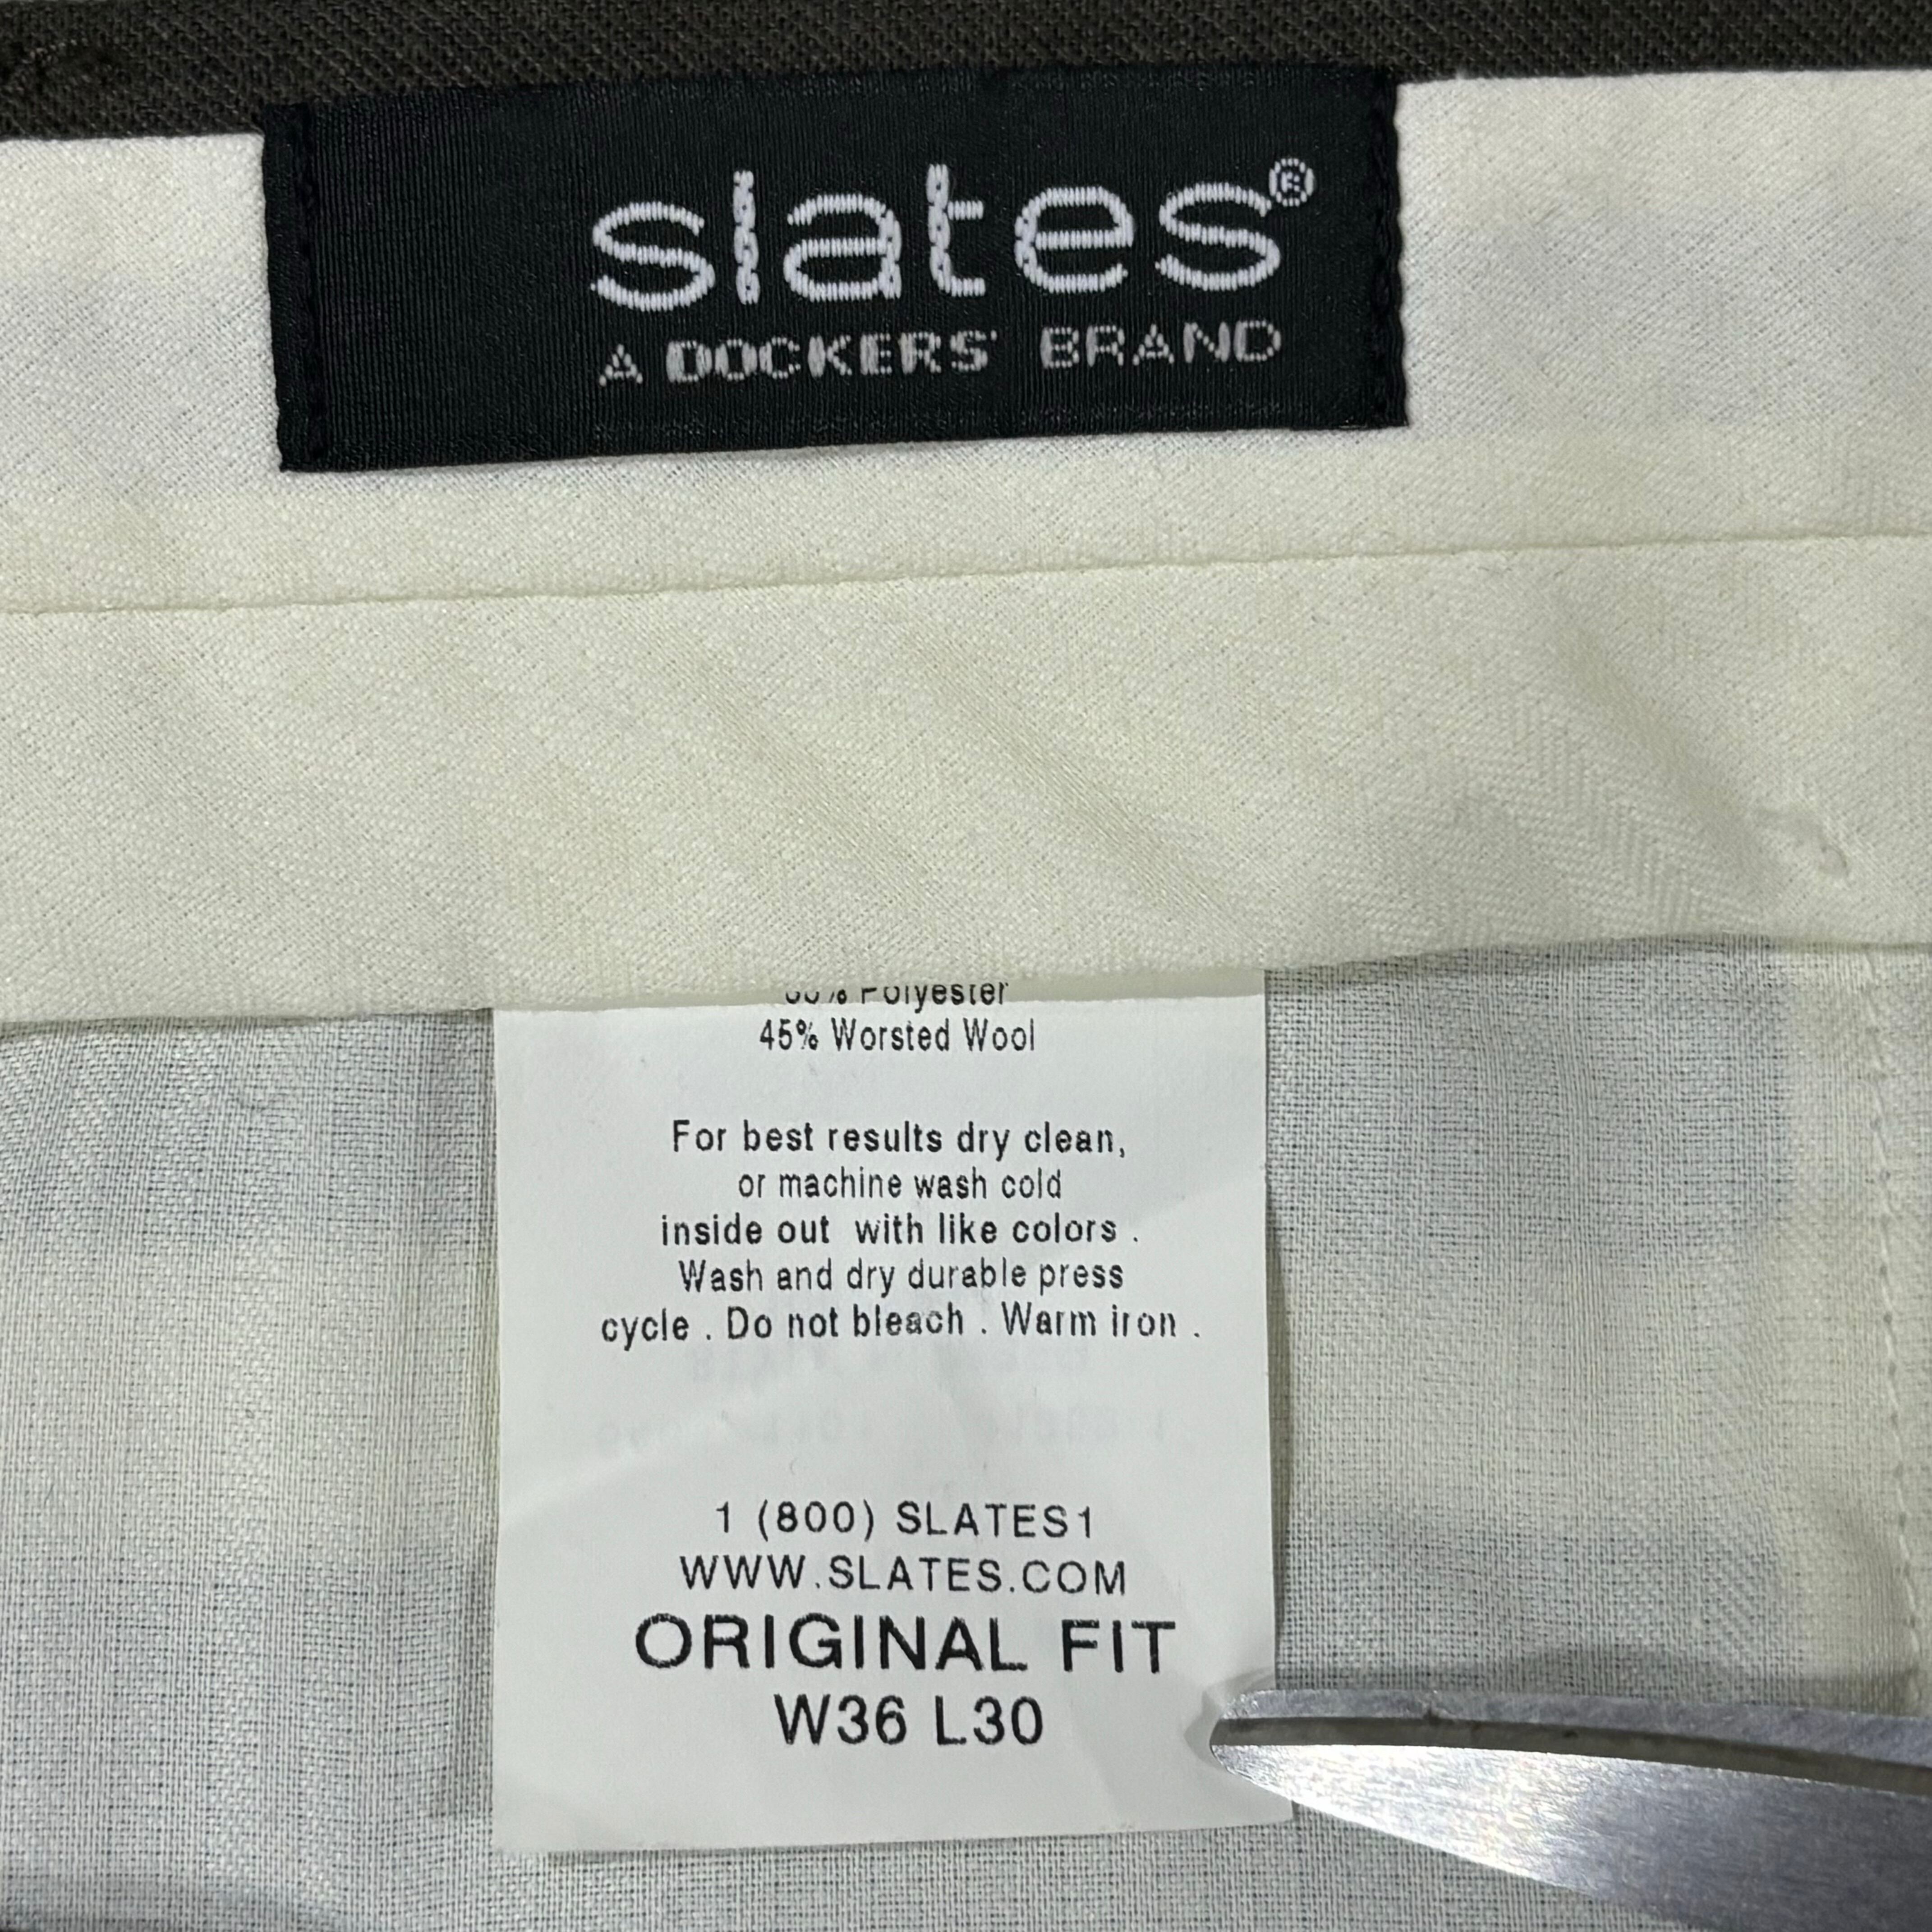 slates®
A DOCKERS® BRAND
% Polyester
45% Worsted Wool
For best results dry clean,
or machine wash cold
inside out with like colors .
Wash and dry durable press
cycle . Do not bleach . Warm iron .
1 (800) SLATES1
WWW.SLATES.COM
ORIGINAL FIT
W36 L30